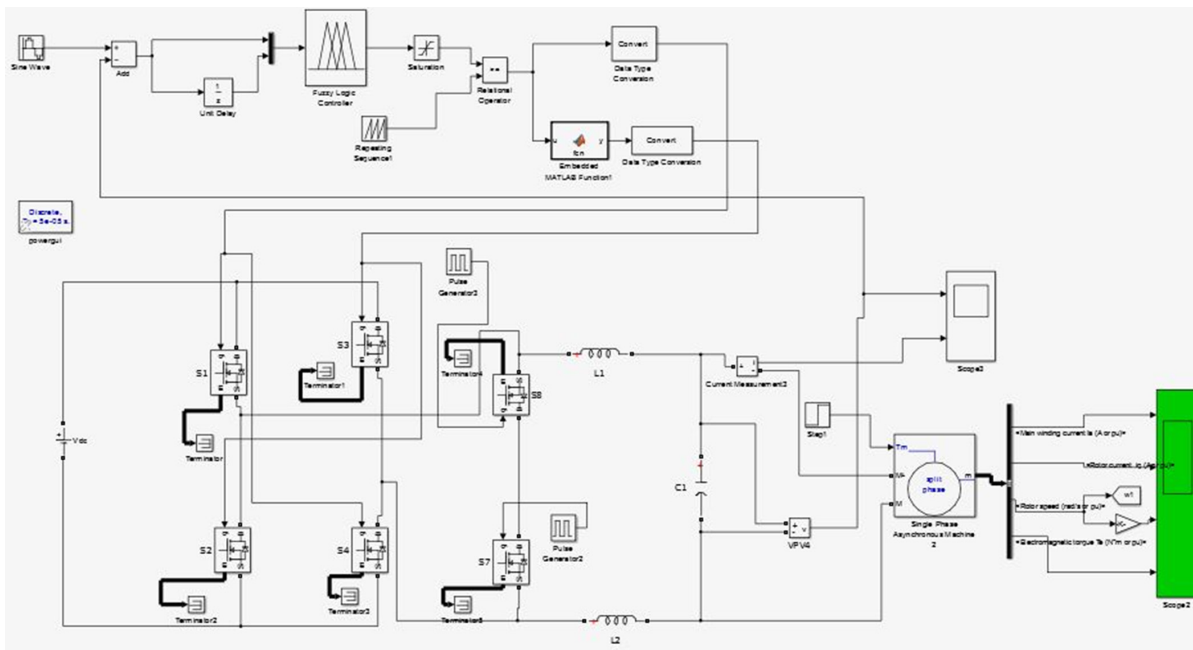 Sine Wave
+
-
Add
1
z
Unit Delay
Fuzzy Logic
Controller
Saturation
Repeating
Sequence1
Relational
Operator
Convert
Data Type
Conversion
u
fcn
y
Embedded
MATLAB Function1
Convert
Data Type Conversion
Discrete,
= 5e-05 s.
powergui
Pulse
Generator3
S1
S3
Terminator1
Terminator4
S8
L1
Current Measurement3
Scope3
Terminator
Vdc
Step1
C1
Tm
M+
M-
m
split
phase
Single Phase
Asynchronous Machine
2
<Main winding current Ia (A or pu)>
<Rotor speed (rad/s or pu)>
w1
<Electromagnetic torque Te (N*m or pu)>
Scope2
VPV4
v
S2
S4
Pulse
Generator2
S7
Terminator2
Terminator3
L2